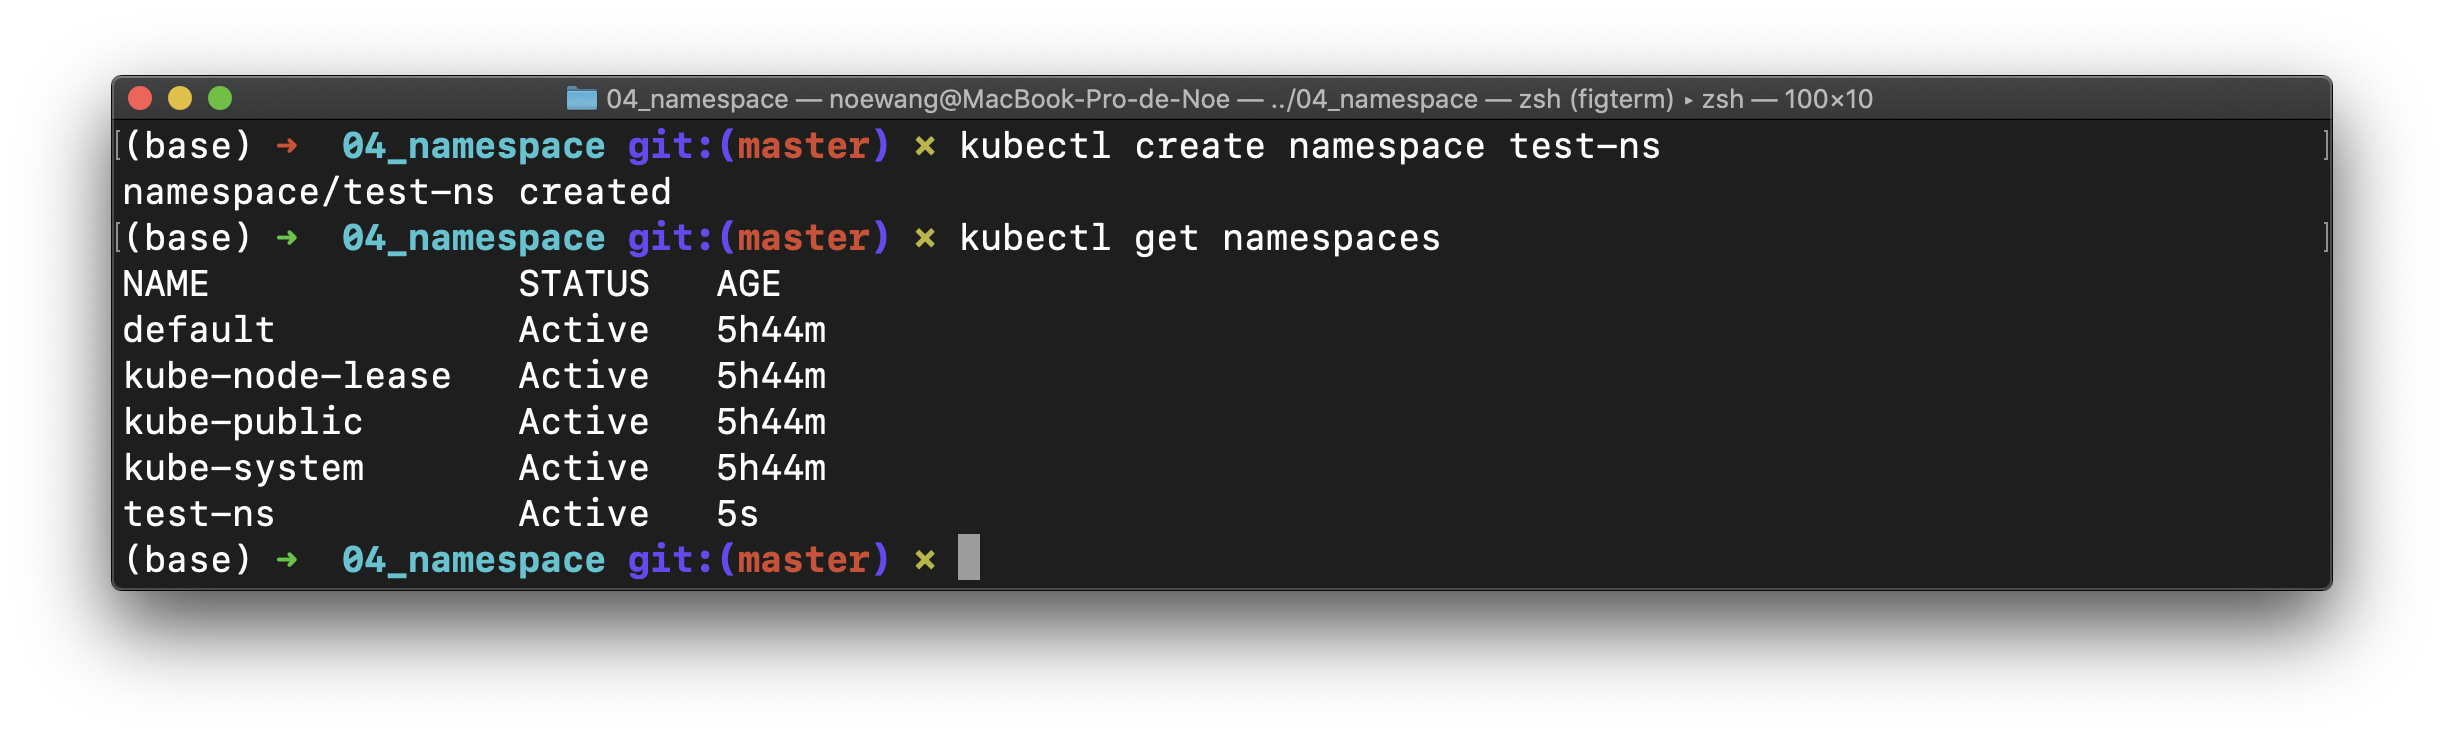 04_namespace — noewang@MacBook-Pro-de-Noe — ../04_namespace — zsh (figterm) ▸ zsh — 100×10
[(base) ➜  04_namespace git:(master) ✗ kubectl create namespace test-ns ]
namespace/test-ns created
[(base) ➜  04_namespace git:(master) ✗ kubectl get namespaces ]
NAME              STATUS   AGE
default           Active   5h44m
kube-node-lease   Active   5h44m
kube-public       Active   5h44m
kube-system       Active   5h44m
test-ns           Active   5s
(base) ➜  04_namespace git:(master) ✗